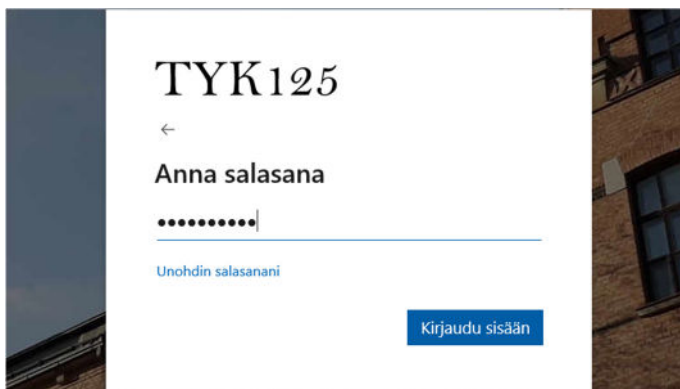 TYK125
←
Anna salasana
••••••••••
Unohdin salasanani
Kirjaudu sisään